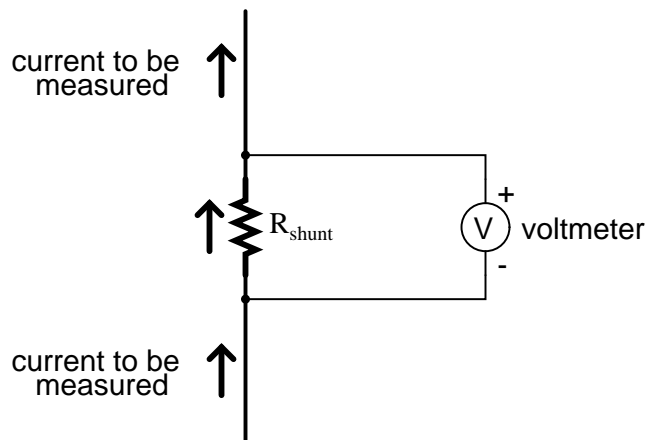 current to be
measured
R_shunt
+
V
voltmeter
-
current to be
measured